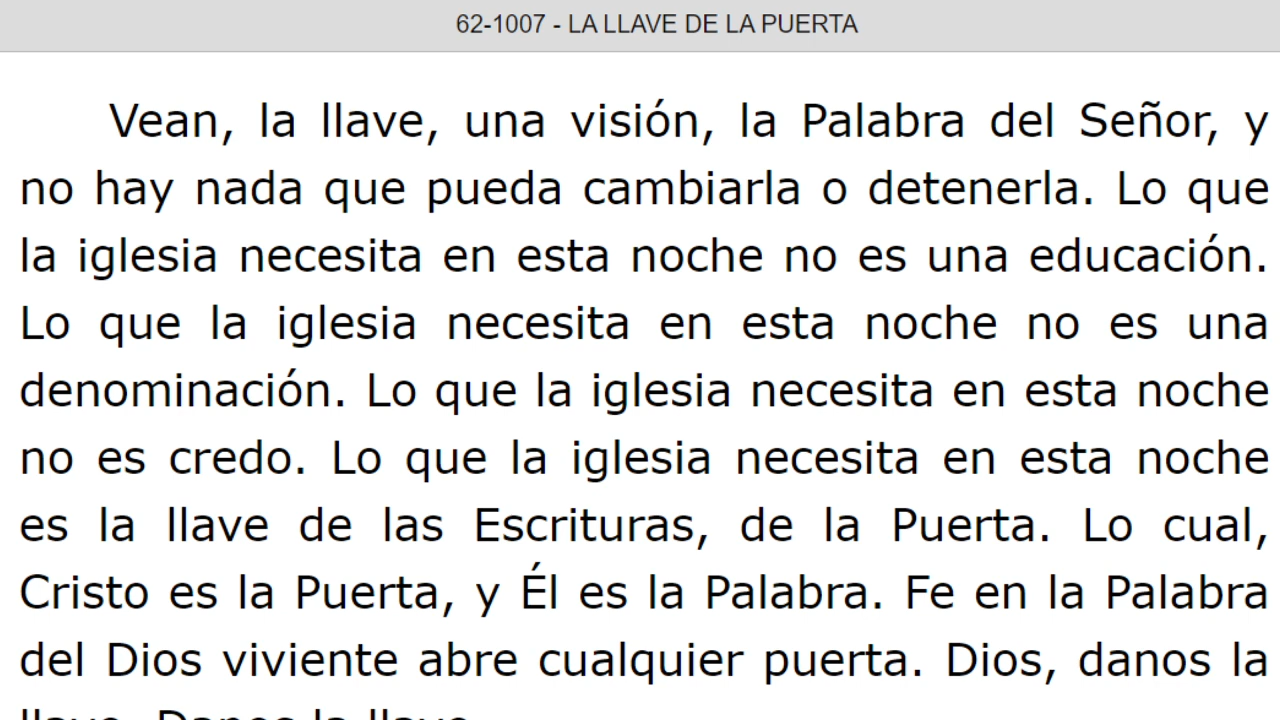 62-1007 - LA LLAVE DE LA PUERTA
Vean, la llave, una visión, la Palabra del Señor, y
no hay nada que pueda cambiarla o detenerla. Lo que
la iglesia necesita en esta noche no es una educación.
Lo que la iglesia necesita en esta noche no es una
denominación. Lo que la iglesia necesita en esta noche
no es credo. Lo que la iglesia necesita en esta noche
es la llave de las Escrituras, de la Puerta. Lo cual,
Cristo es la Puerta, y Él es la Palabra. Fe en la Palabra
del Dios viviente abre cualquier puerta. Dios, danos la
llave. Danos la llave.